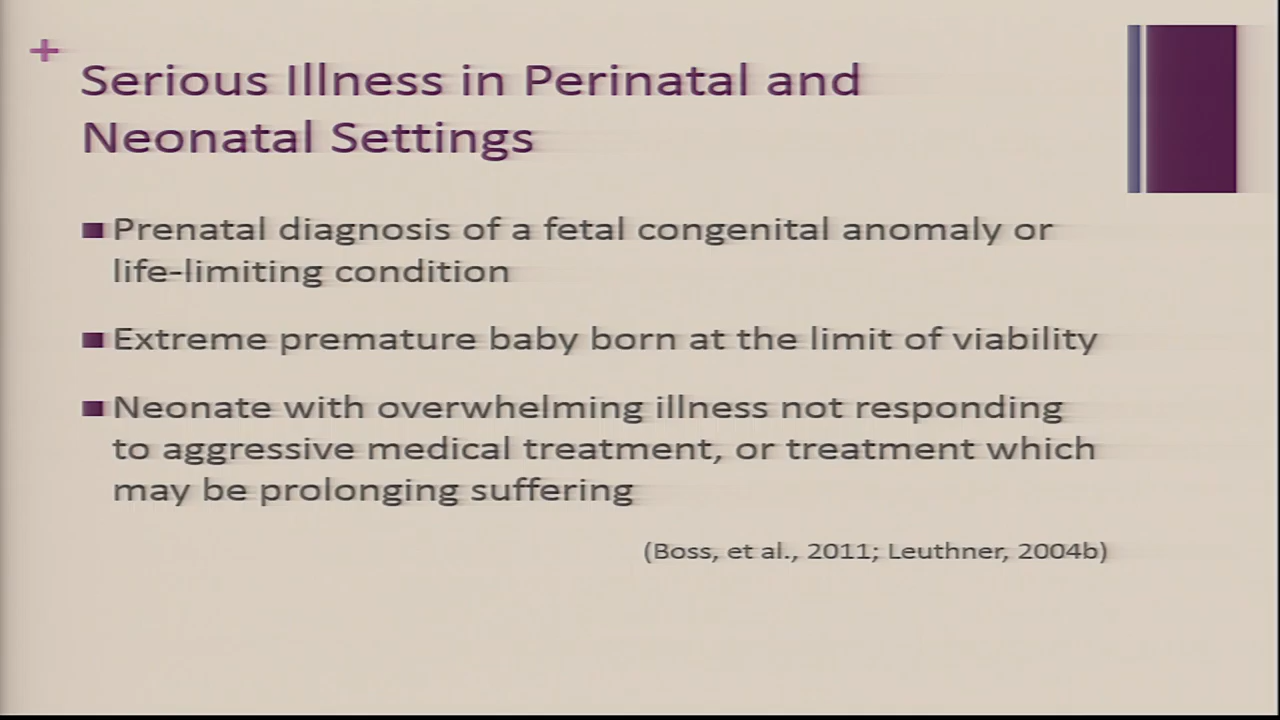 +
Serious Illness in Perinatal and
Neonatal Settings
Prenatal diagnosis of a fetal congenital anomaly or
life-limiting condition
Extreme premature baby born at the limit of viability
Neonate with overwhelming illness not responding
to aggressive medical treatment, or treatment which
may be prolonging suffering
(Boss, et al., 2011; Leuthner, 2004b)